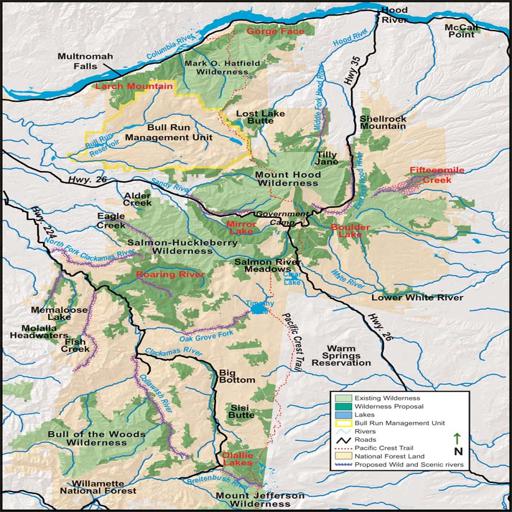 Hood
River
Columbia River
Gorge Face
Hood River
McCall
Point
Multnomah
Falls
Mark O. Hatfield
Wilderness
Hwy 35
Larch Mountain
Middle Fork Hood River
Lost Lake
Butte
Shellrock
Mountain
Bull Run
Management Unit
Bull Run
Reservoir
Tilly
Jane
Fifteenmile
Creek
Hwy. 26
Sandy River
Mount Hood
Wilderness
Alder
Creek
Hwy. 224
Eagle
Creek
Government
Camp
Mirror
Lake
Boulder
Lake
North Fork Clackamas River
Salmon-Huckleberry
Wilderness
Salmon River
Meadows
Roaring River
Clear
Lake
White River
Memaloose
Lake
Timothy
Lower White River
Molalla
Headwaters
Fish
Creek
Oak Grove Fork
Pacific Crest Trail
Hwy. 26
Clackamas River
Warm
Springs
Reservation
Big
Bottom
Collawash River
Sisi
Butte
Bull of the Woods
Wilderness
Olallie
Lakes
Breitenbush River
Willamette
National Forest
Mount Jefferson
Wilderness
Existing Wilderness
Wilderness Proposal
Lakes
Bull Run Management Unit
Rivers
Roads
Pacific Crest Trail
National Forest Land
Proposed Wild and Scenic rivers
N